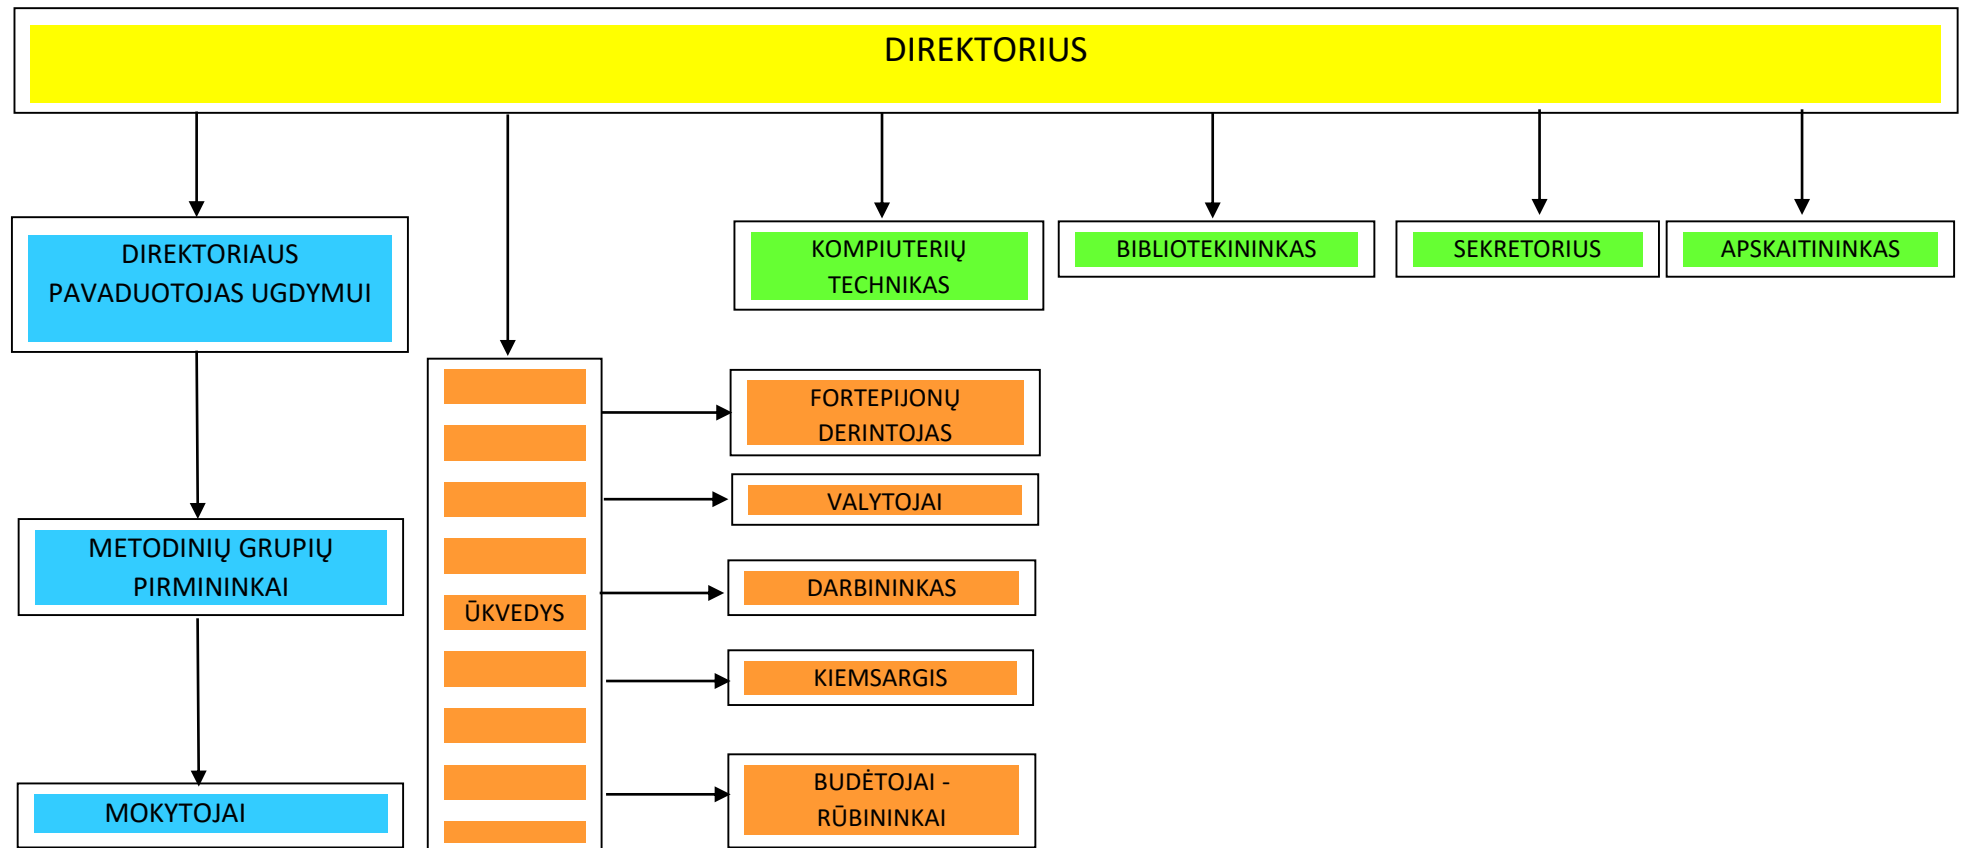 DIREKTORIUS
DIREKTORIAUS
PAVADUOTOJAS UGDYMUI
KOMPIUTERIŲ
TECHNIKAS
BIBLIOTEKININKAS
SEKRETORIUS
APSKAITININKAS
METODINIŲ GRUPIŲ
PIRMININKAI
MOKYTOJAI
ŪKVEDYS
FORTEPIJONŲ
DERINTOJAS
VALYTOJAI
DARBININKAS
KIEMSARGIS
BUDĖTOJAI -
RŪBININKAI